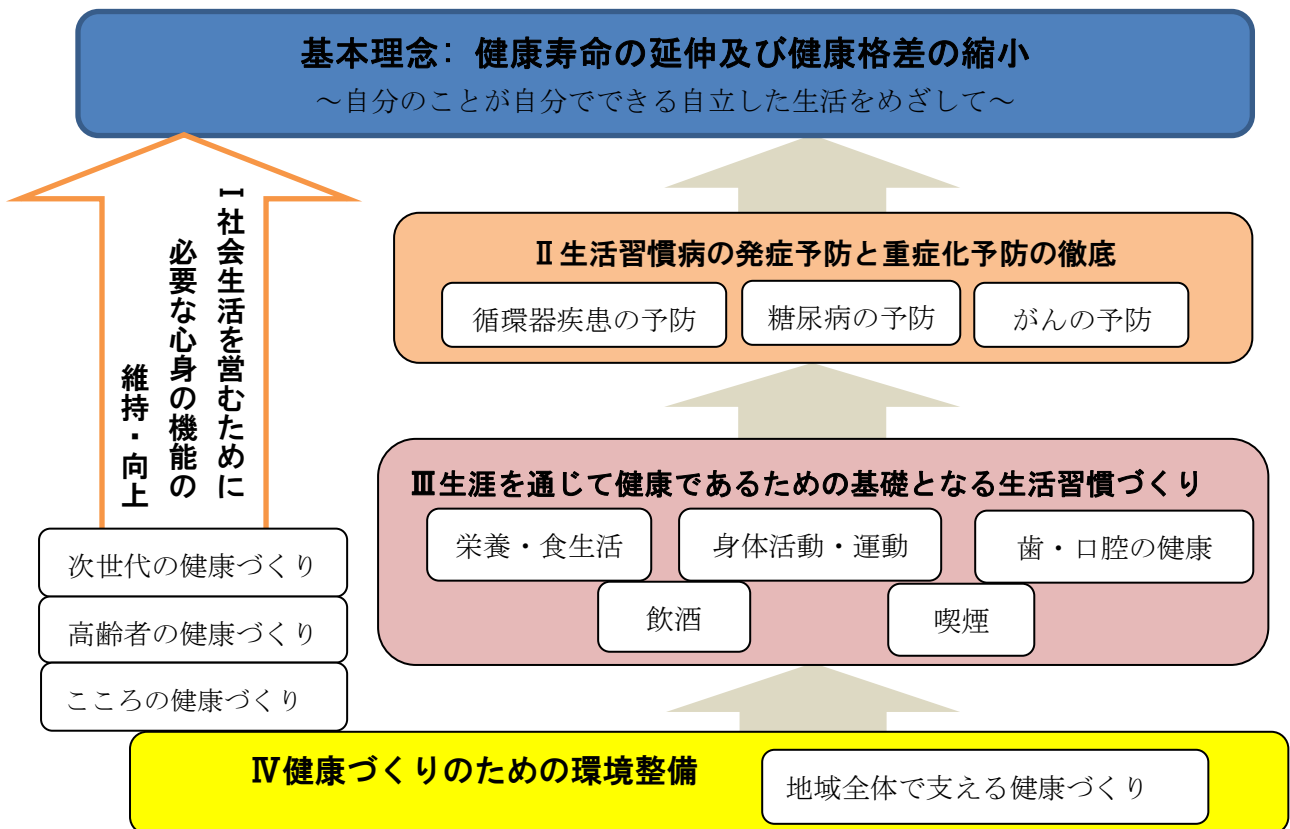 基本理念：健康寿命の延伸及び健康格差の縮小
～自分のことが自分でできる自立した生活をめざして～
Ⅰ社会生活を営むために
必要な心身の機能の
維持・向上
次世代の健康づくり
高齢者の健康づくり
こころの健康づくり
Ⅱ生活習慣病の発症予防と重症化予防の徹底
循環器疾患の予防
糖尿病の予防
がんの予防
Ⅲ生涯を通じて健康であるための基礎となる生活習慣づくり
栄養・食生活
身体活動・運動
歯・口腔の健康
飲酒
喫煙
Ⅳ健康づくりのための環境整備
地域全体で支える健康づくり